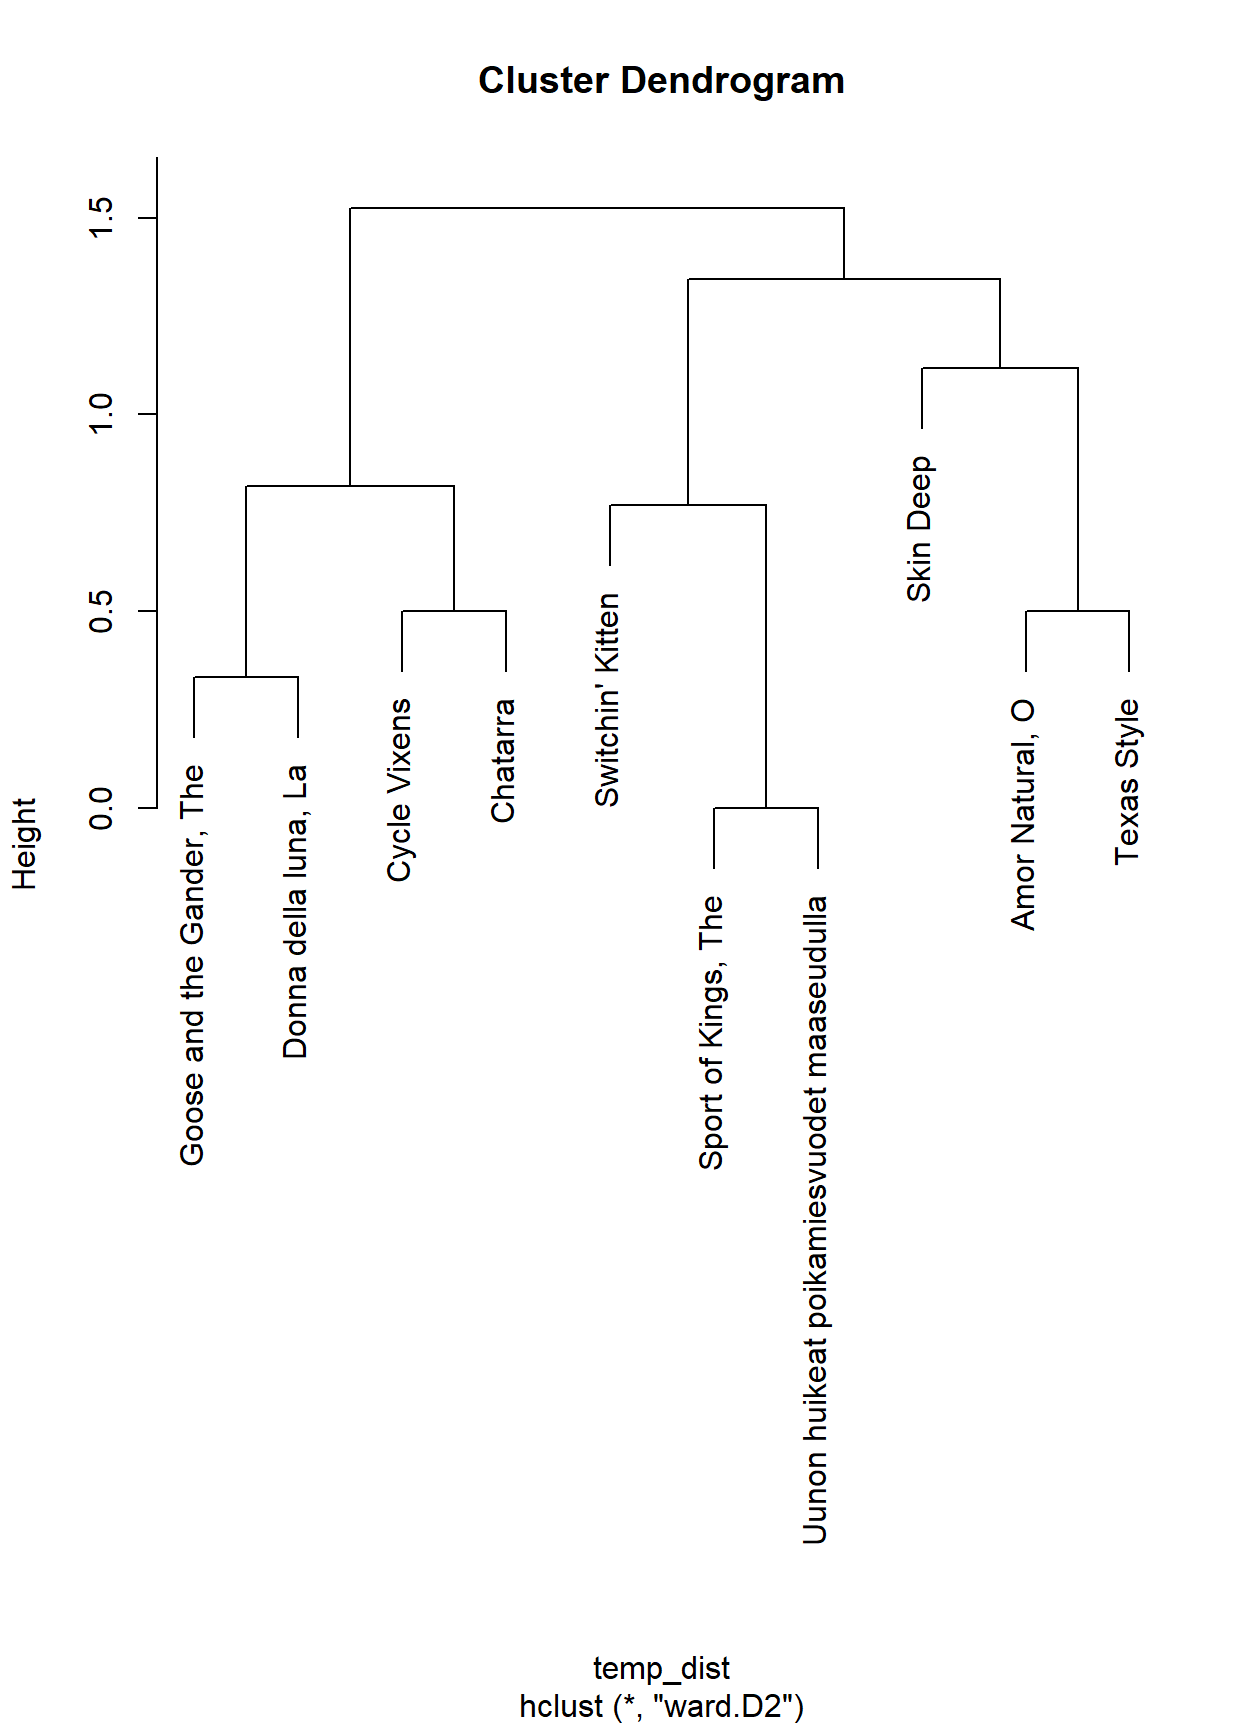 Cluster Dendrogram
Height
0.0
0.5
1.0
1.5
Goose and the Gander, The
Donna della luna, La
Cycle Vixens
Chatarra
Switchin' Kitten
Sport of Kings, The
Uunon huikeat poikamiesvuodet maaseudulla
Skin Deep
Amor Natural, O
Texas Style
temp_dist
hclust (*, "ward.D2")